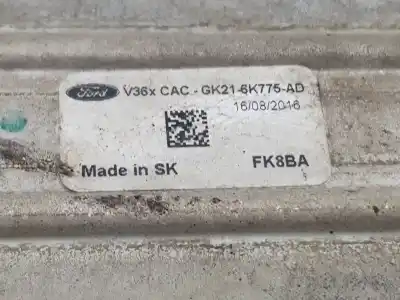 Ford V36x CAC - GK21-6K775-AD
16/08/2016
Made in SK FK8BA